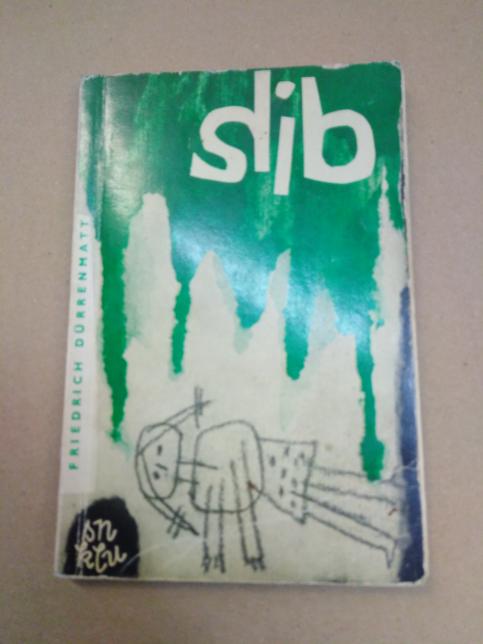 slib
FRIEDRICH DÜRRENMATT
sn
klu